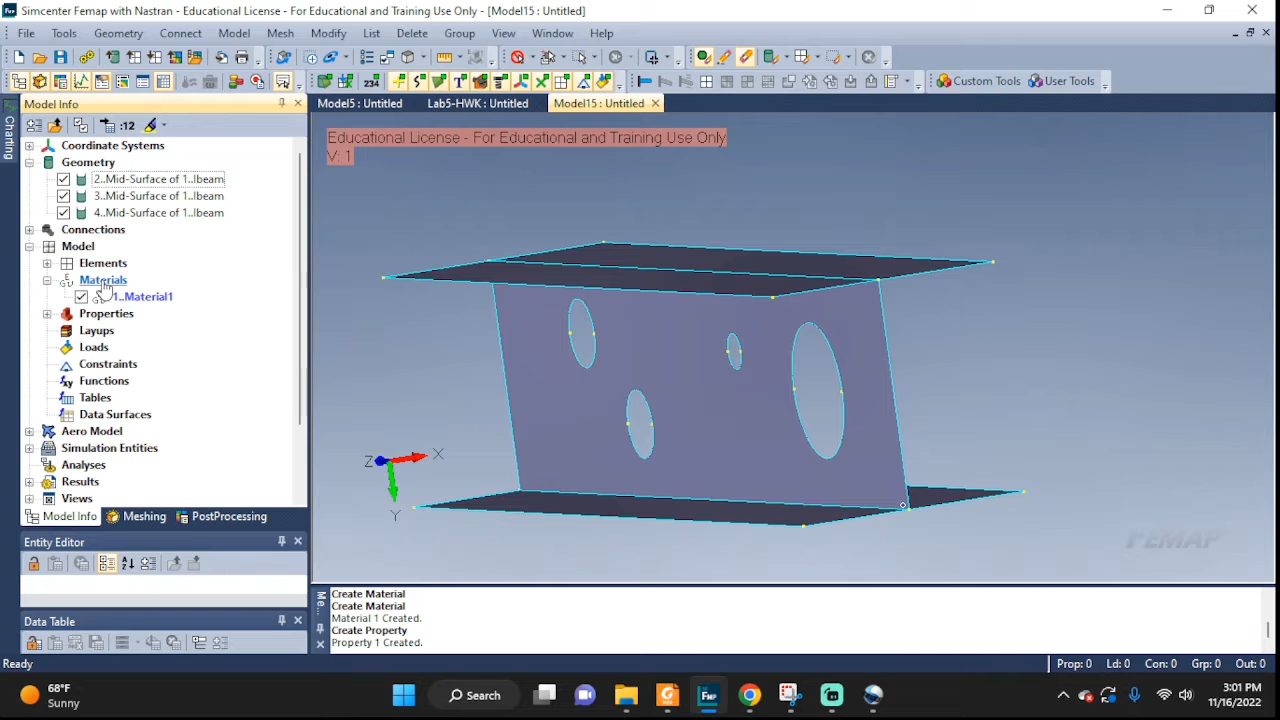 Simcenter Femap with Nastran - Educational License - For Educational and Training Use Only - [Model15 : Untitled]
File Tools Geometry Connect Model Mesh Modify List Delete Group View Window Help
234
Custom Tools User Tools
Model Info
Model5 : Untitled Lab5-HWK : Untitled Model15 : Untitled
Charting
:12
Educational License - For Educational and Training Use Only
V: 1
Coordinate Systems
Geometry
2..Mid-Surface of 1..Ibeam
3..Mid-Surface of 1..Ibeam
4..Mid-Surface of 1..Ibeam
Connections
Model
Elements
Materials
1..Material1
Properties
Layups
Loads
Constraints
Functions
Tables
Data Surfaces
Aero Model
Simulation Entities
Analyses
Results
Views
X
Z
Y
FEMAP
Model Info Meshing PostProcessing
Entity Editor
Data Table
Me...
Create Material
Create Material
Material 1 Created.
Create Property
Property 1 Created.
Ready
Prop: 0 Ld: 0 Con: 0 Grp: 0 Out: 0
68°F
Sunny
Search
FMP
3:01 PM
11/16/2022